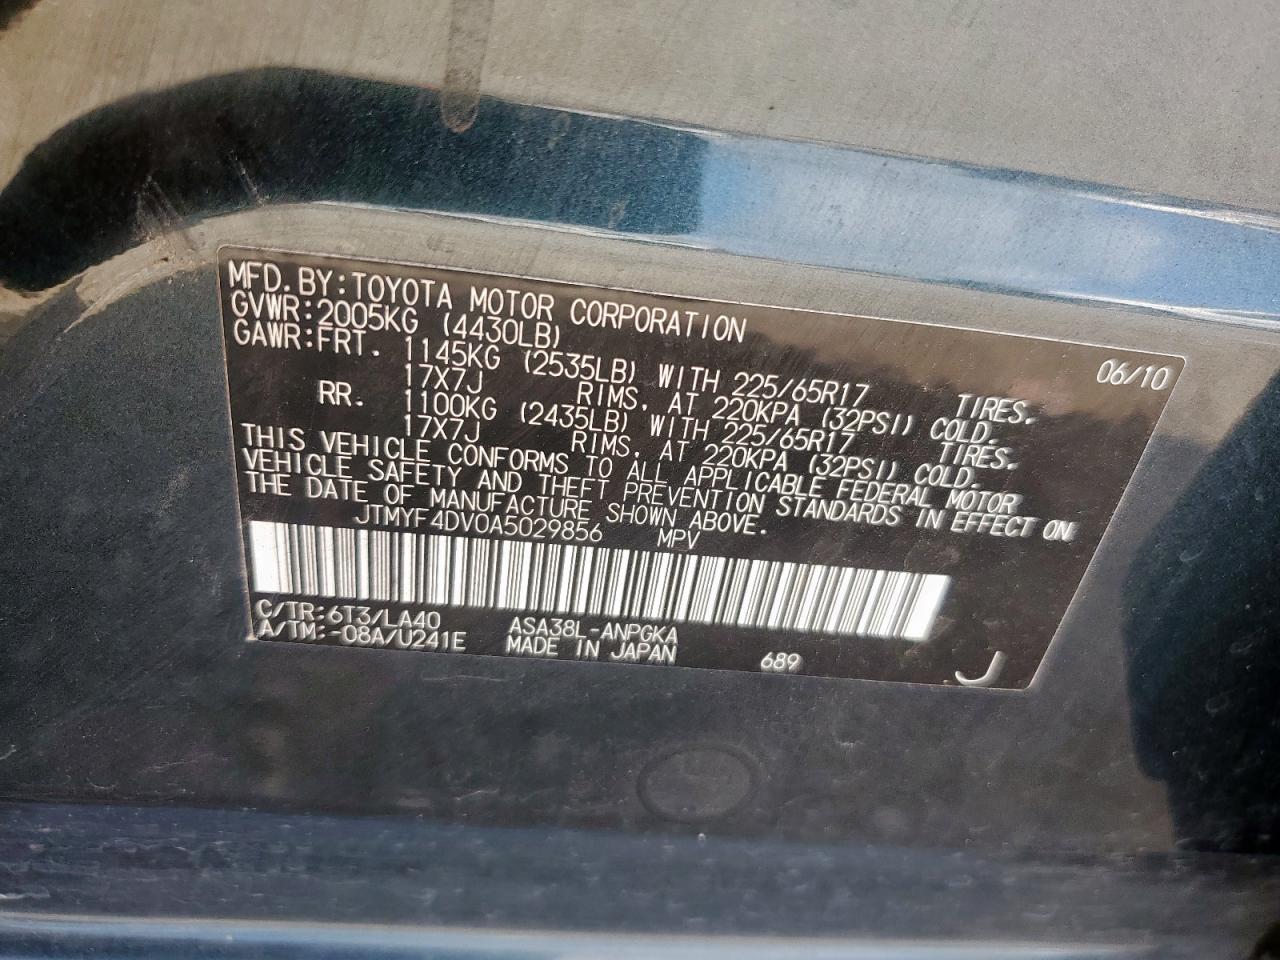 MFD.BY:TOYOTA MOTOR CORPORATION 06/10
GVWR:2005KG (4430LB)
GAWR:FRT. 1145KG (2535LB) WITH 225/65R17 TIRES.
17X7J RIMS, AT 220KPA (32PSI) COLD.
RR. 1100KG (2435LB) WITH 225/65R17 TIRES.
17X7J RIMS, AT 220KPA (32PSI) COLD.
THIS VEHICLE CONFORMS TO ALL APPLICABLE FEDERAL MOTOR
VEHICLE SAFETY AND THEFT PREVENTION STANDARDS IN EFFECT ON
THE DATE OF MANUFACTURE SHOWN ABOVE.
JTMYF4DV0A5029856 MPV
C/TR:6T3/LA40 ASA38L-ANPGKA
A/TM:-08A/U241E MADE IN JAPAN 689 J